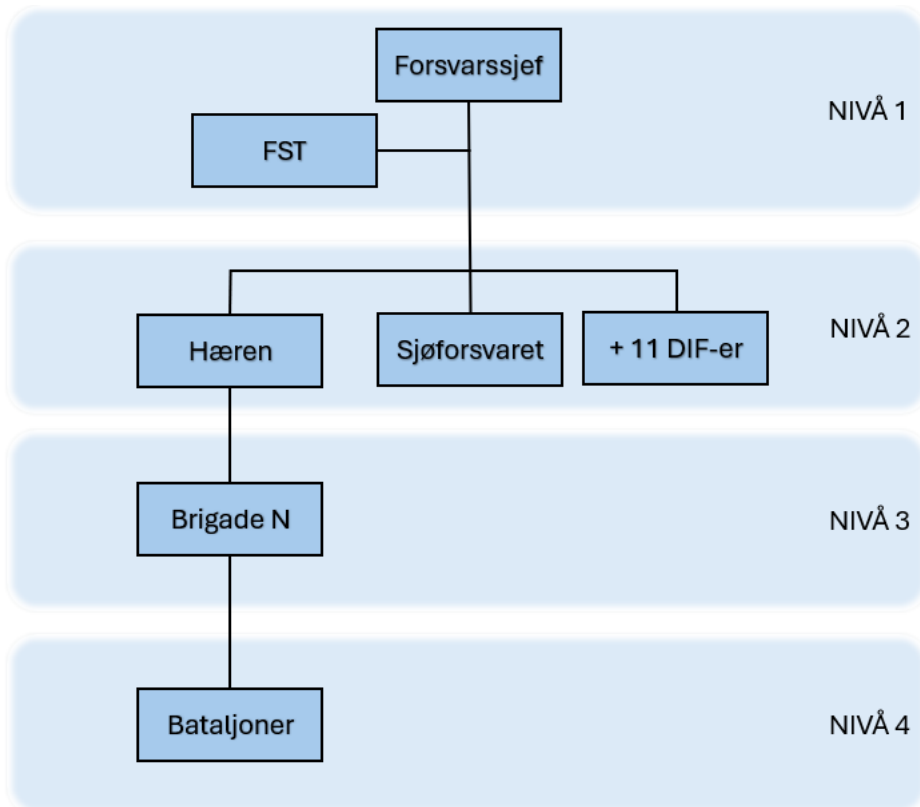 Forsvarssjef
NIVÅ 1
FST
NIVÅ 2
Hæren
Sjøforsvaret
+ 11 DIF-er
Brigade N
NIVÅ 3
Bataljoner
NIVÅ 4